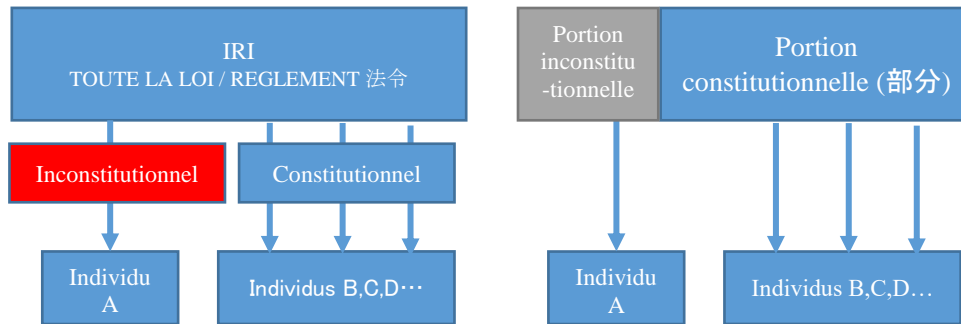 IRI
TOUTE LA LOI / REGLEMENT 法令
Inconstitutionnel
Constitutionnel
Individu
A
Individus B,C,D…
Portion
inconstitu
-tionnelle
Portion
constitutionnelle (部分)
Individu
A
Individus B,C,D…